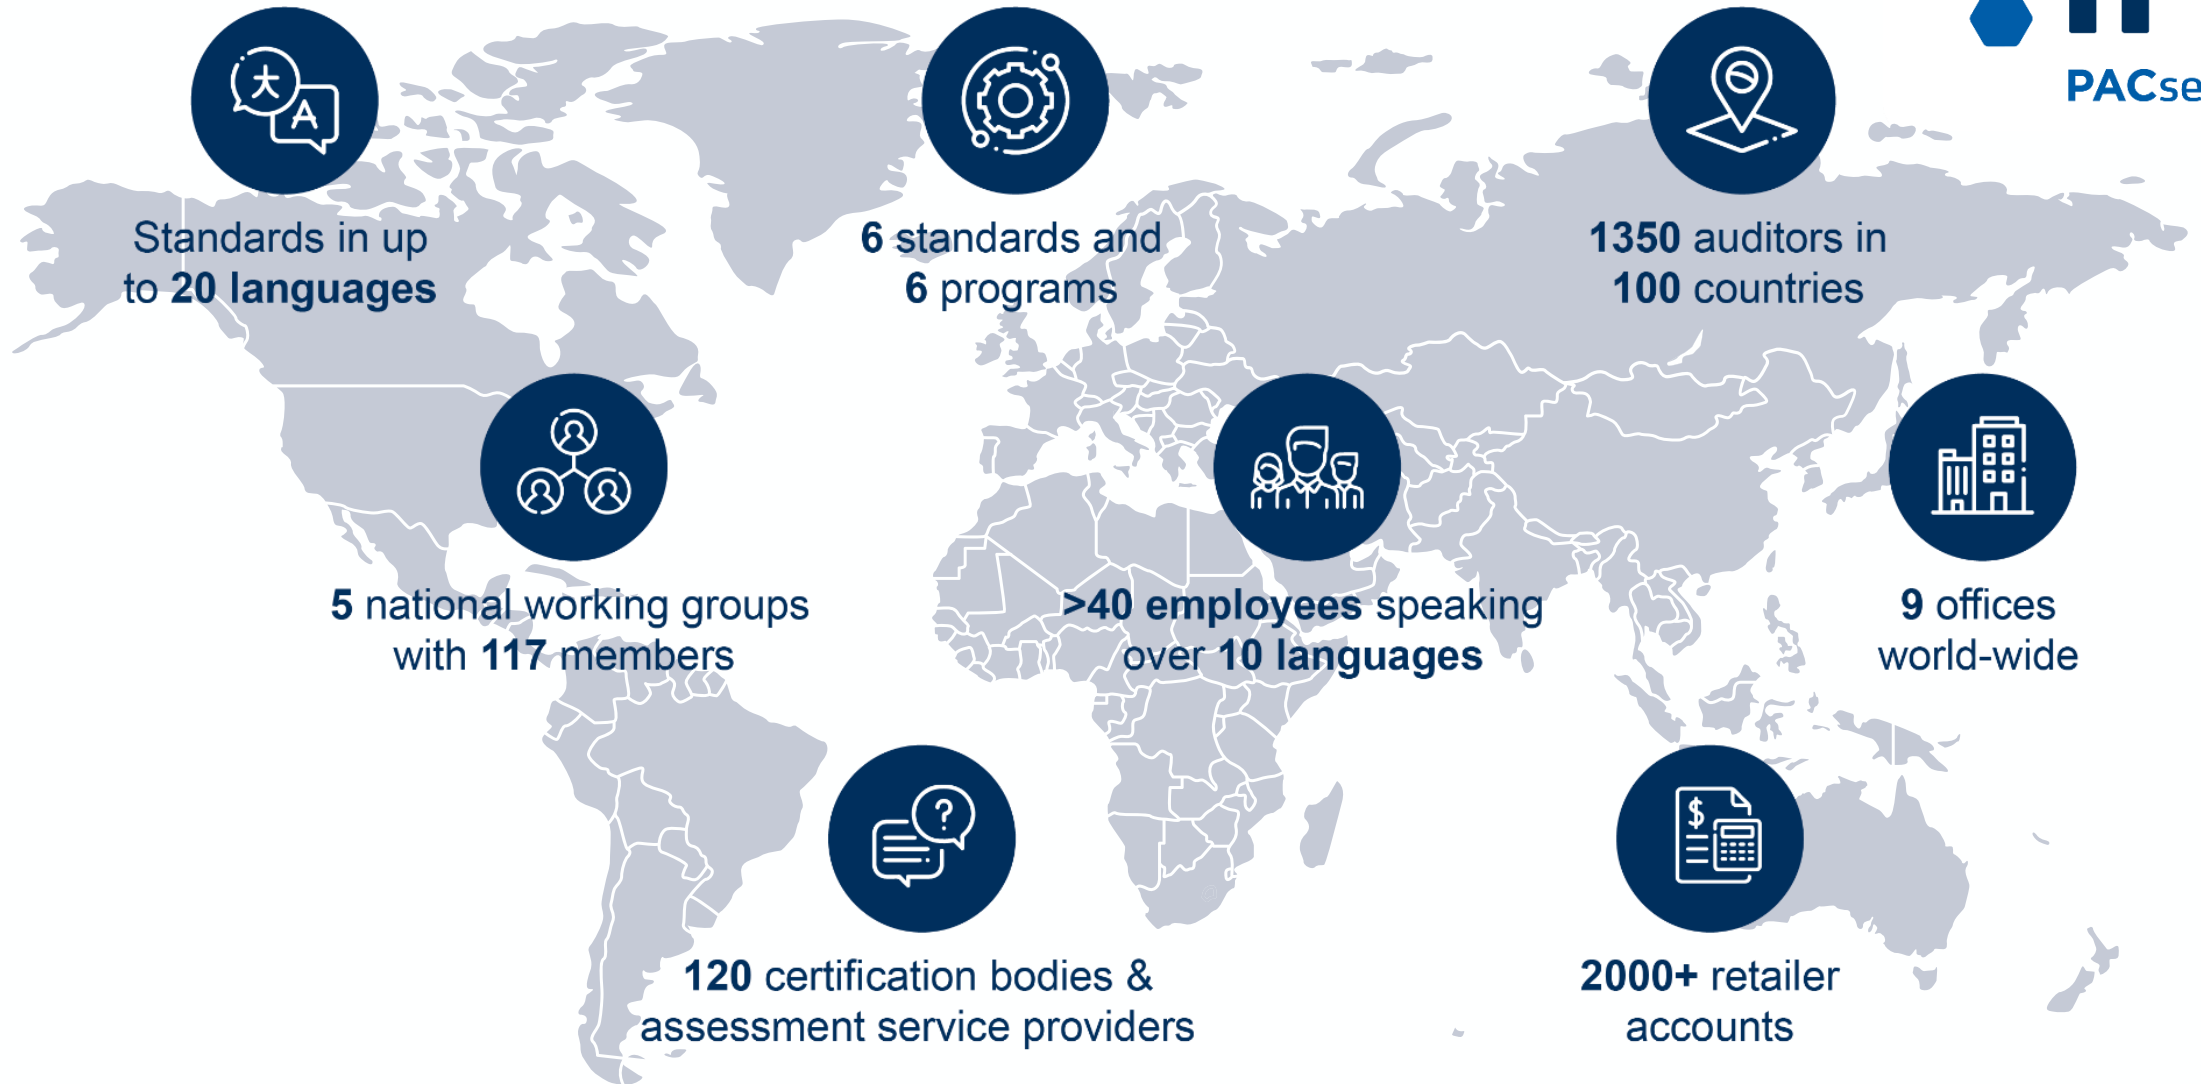 PACse
Standards in up
to 20 languages
6 standards and
6 programs
1350 auditors in
100 countries
5 national working groups
with 117 members
>40 employees speaking
over 10 languages
9 offices
world-wide
120 certification bodies &
assessment service providers
2000+ retailer
accounts
大
A
?
$